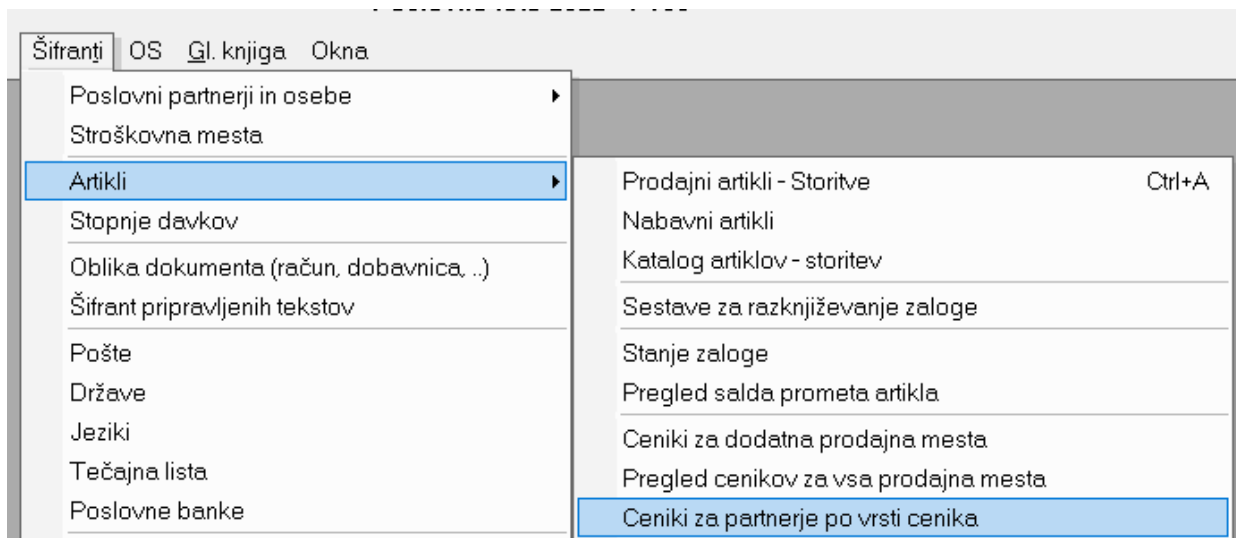 Šifranti OS Gl. knjiga Okna
Poslovni partnerji in osebe
Stroškovna mesta
Artikli
Stopnje davkov
Oblika dokumenta (račun, dobavnica, ..)
Šifrant pripravljenih tekstov
Pošte
Države
Jeziki
Tečajna lista
Poslovne banke
Prodajni artikli - Storitve Ctrl+A
Nabavni artikli
Katalog artiklov - storitev
Sestave za razknjiževanje zaloge
Stanje zaloge
Pregled salda prometa artikla
Ceniki za dodatna prodajna mesta
Pregled cenikov za vsa prodajna mesta
Ceniki za partnerje po vrsti cenika